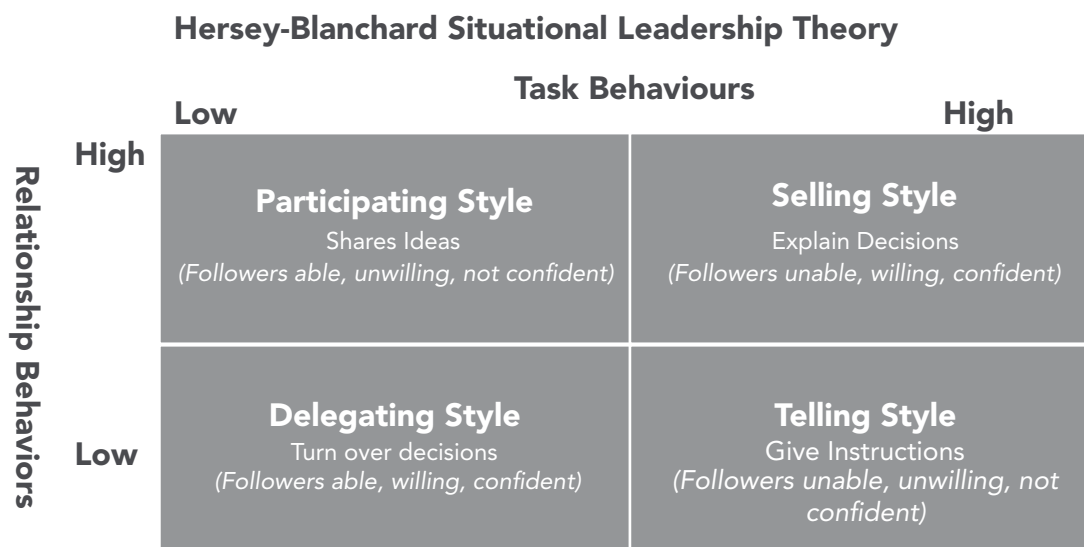 Hersey-Blanchard Situational Leadership Theory
Task Behaviours
Low
High
High
Relationship Behaviors
Participating Style
Shares Ideas
(Followers able, unwilling, not confident)
Selling Style
Explain Decisions
(Followers unable, willing, confident)
Low
Delegating Style
Turn over decisions
(Followers able, willing, confident)
Telling Style
Give Instructions
(Followers unable, unwilling, not
confident)